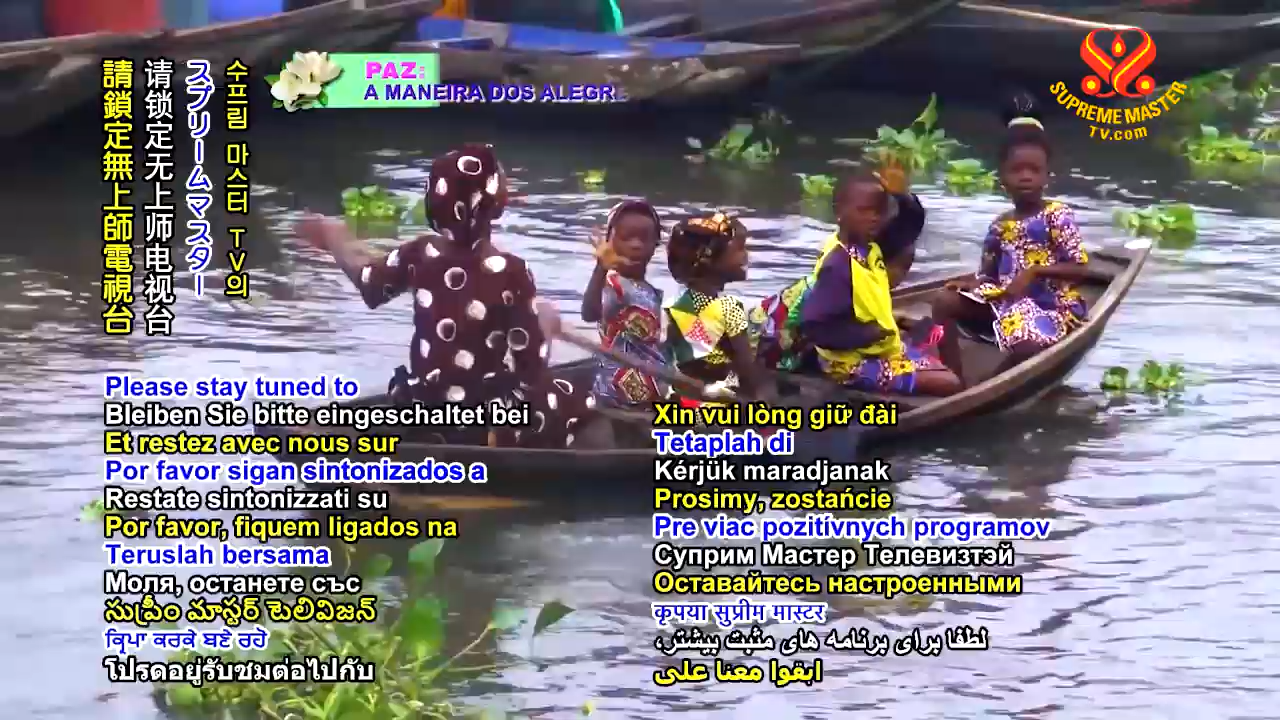 請鎖定無上師電視台
请锁定无上师电视台
スプリームマスター
수프림 마스터 TV의
PAZ:
A MANEIRA DOS ALEGR
SUPREME MASTER
TV.com
Please stay tuned to
Bleiben Sie bitte eingeschaltet bei
Et restez avec nous sur
Por favor sigan sintonizados a
Restate sintonizzati su
Por favor, fiquem ligados na
Teruslah bersama
Моля, останете със
సుప్రీం మాస్టర్ టెలివిజన్
ਕ੍ਰਿਪਾ ਕਰਕੇ ਬਣੇ ਰਹੋ
โปรดอยู่รับชมต่อไปกับ
Xin vui lòng giữ đài
Tetaplah di
Kérjük maradjanak
Prosimy, zostańcie
Pre viac pozitívnych programov
Суприм Мастер Телевизтэй
Оставайтесь настроенными
कृपया सुप्रीम मास्टर
لطفا برای برنامه های مثبت بیشتر،
ابقوا معنا على